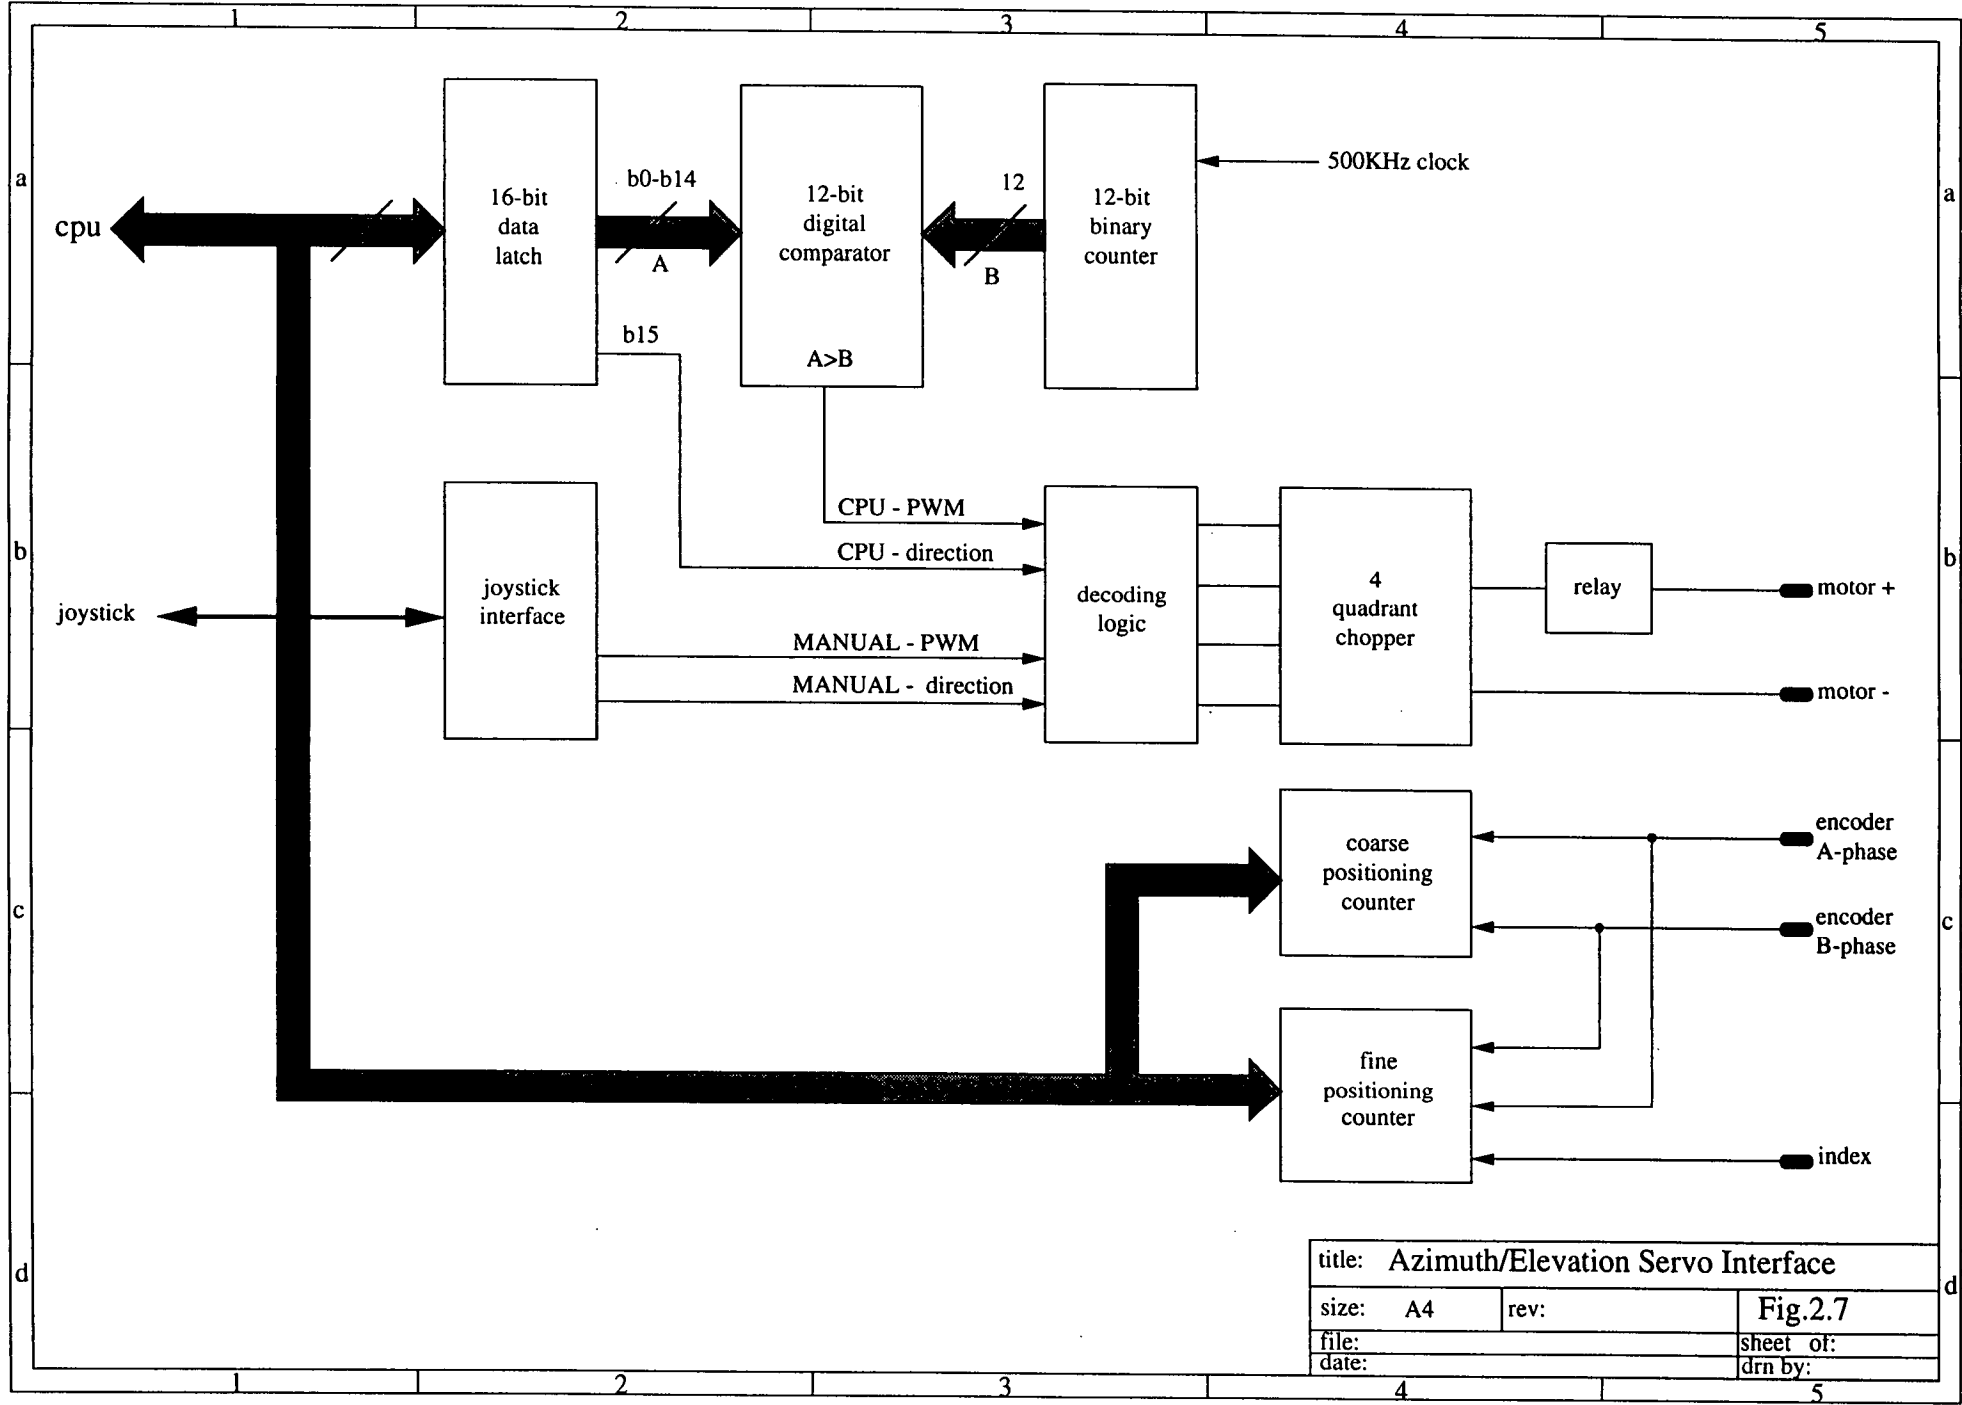 1 2 3 4 5
a
a
b
b
c
c
d
d
cpu
16-bit
data
latch
b0-b14
A
b15
12-bit
digital
comparator
A>B
12
B
12-bit
binary
counter
500KHz clock
joystick
joystick
interface
CPU - PWM
CPU - direction
MANUAL - PWM
MANUAL - direction
decoding
logic
4
quadrant
chopper
relay
motor +
motor -
coarse
positioning
counter
encoder
A-phase
encoder
B-phase
fine
positioning
counter
index
title: Azimuth/Elevation Servo Interface
size: A4 rev: Fig.2.7
file: sheet of:
date: drn by:
1 2 3 4 5